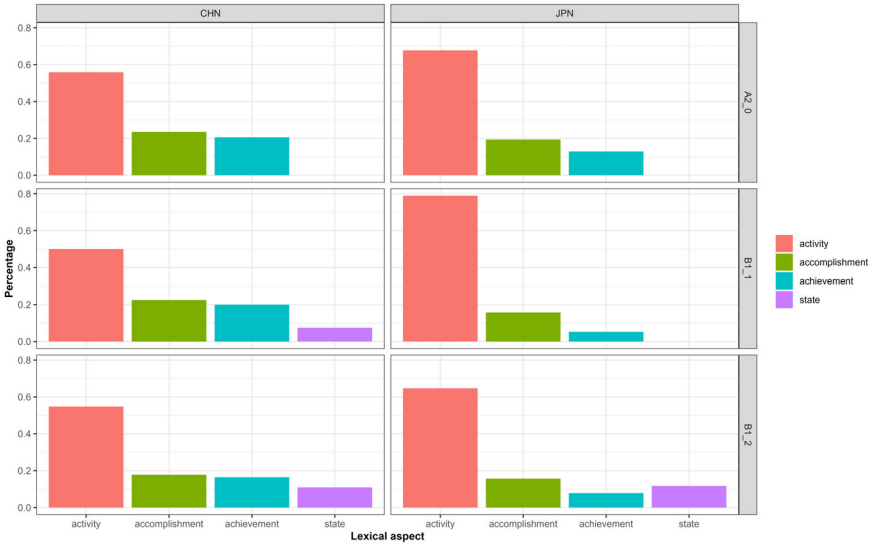 CHN
JPN
0.8
0.6
0.4
0.2
0.0
A2_0
0.8
0.6
0.4
0.2
0.0
B1_1
0.8
0.6
0.4
0.2
0.0
B1_2
Percentage
activity
accomplishment
achievement
state
activity
accomplishment
achievement
state
Lexical aspect
activity
accomplishment
achievement
state